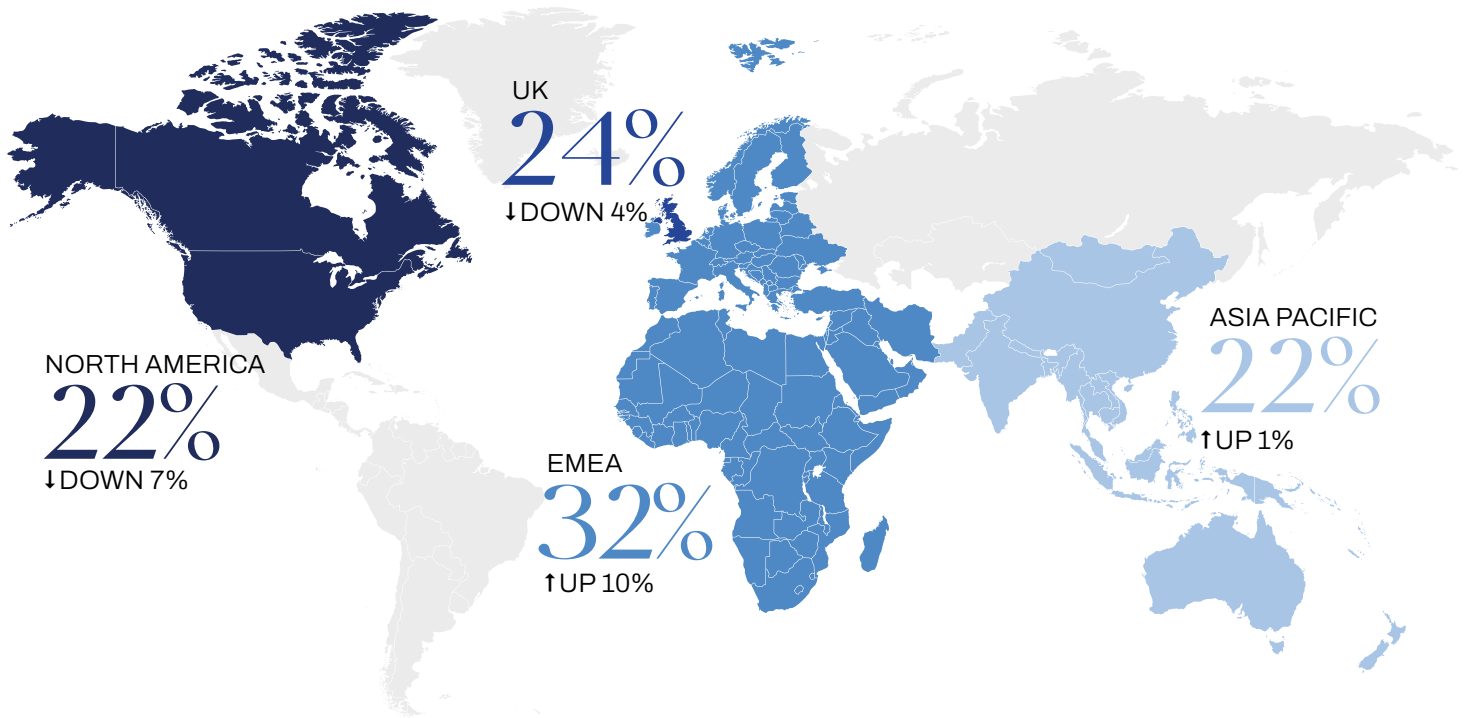 UK
24%
↓DOWN 4%
NORTH AMERICA
22%
↓DOWN 7%
EMEA
32%
↑UP 10%
ASIA PACIFIC
22%
↑UP 1%